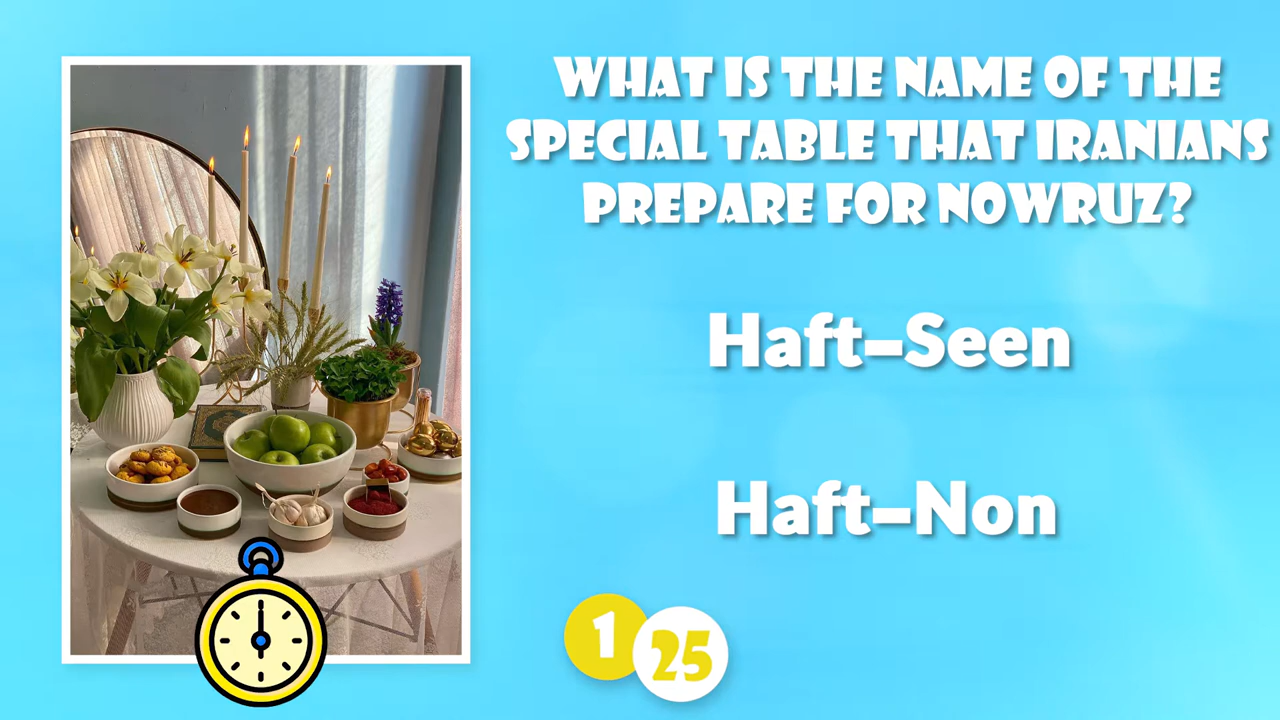 WHAT IS THE NAME OF THE
SPECIAL TABLE THAT IRANIANS
PREPARE FOR NOWRUZ?
Haft-Seen
Haft-Non
1
25